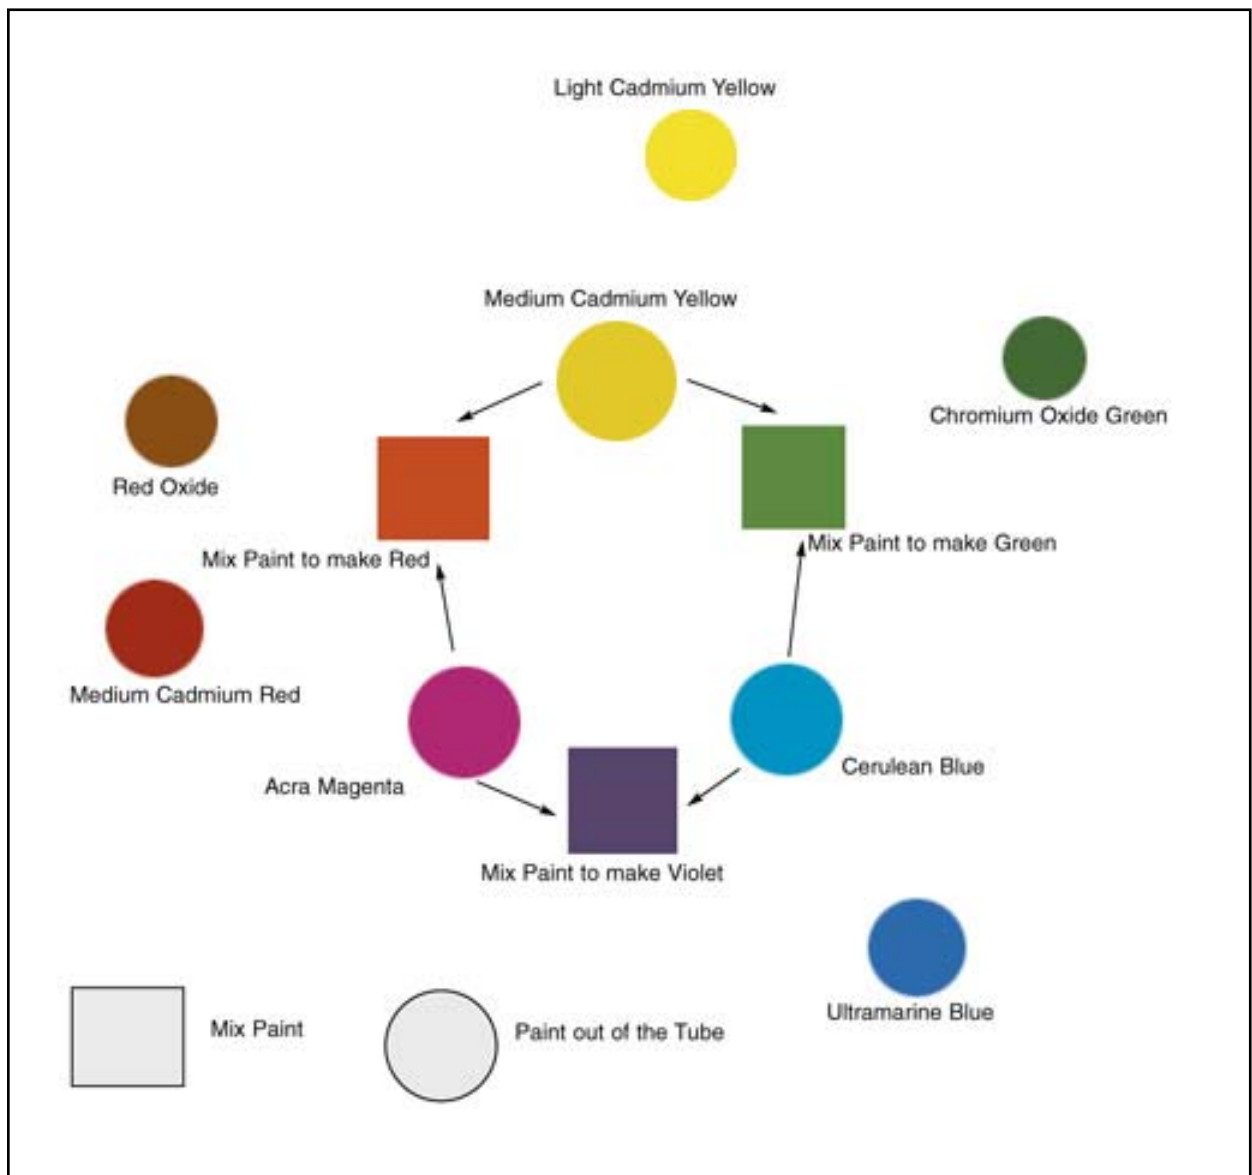 Light Cadmium Yellow
Medium Cadmium Yellow
Chromium Oxide Green
Red Oxide
Mix Paint to make Green
Mix Paint to make Red
Medium Cadmium Red
Cerulean Blue
Acra Magenta
Mix Paint to make Violet
Ultramarine Blue
Mix Paint
Paint out of the Tube